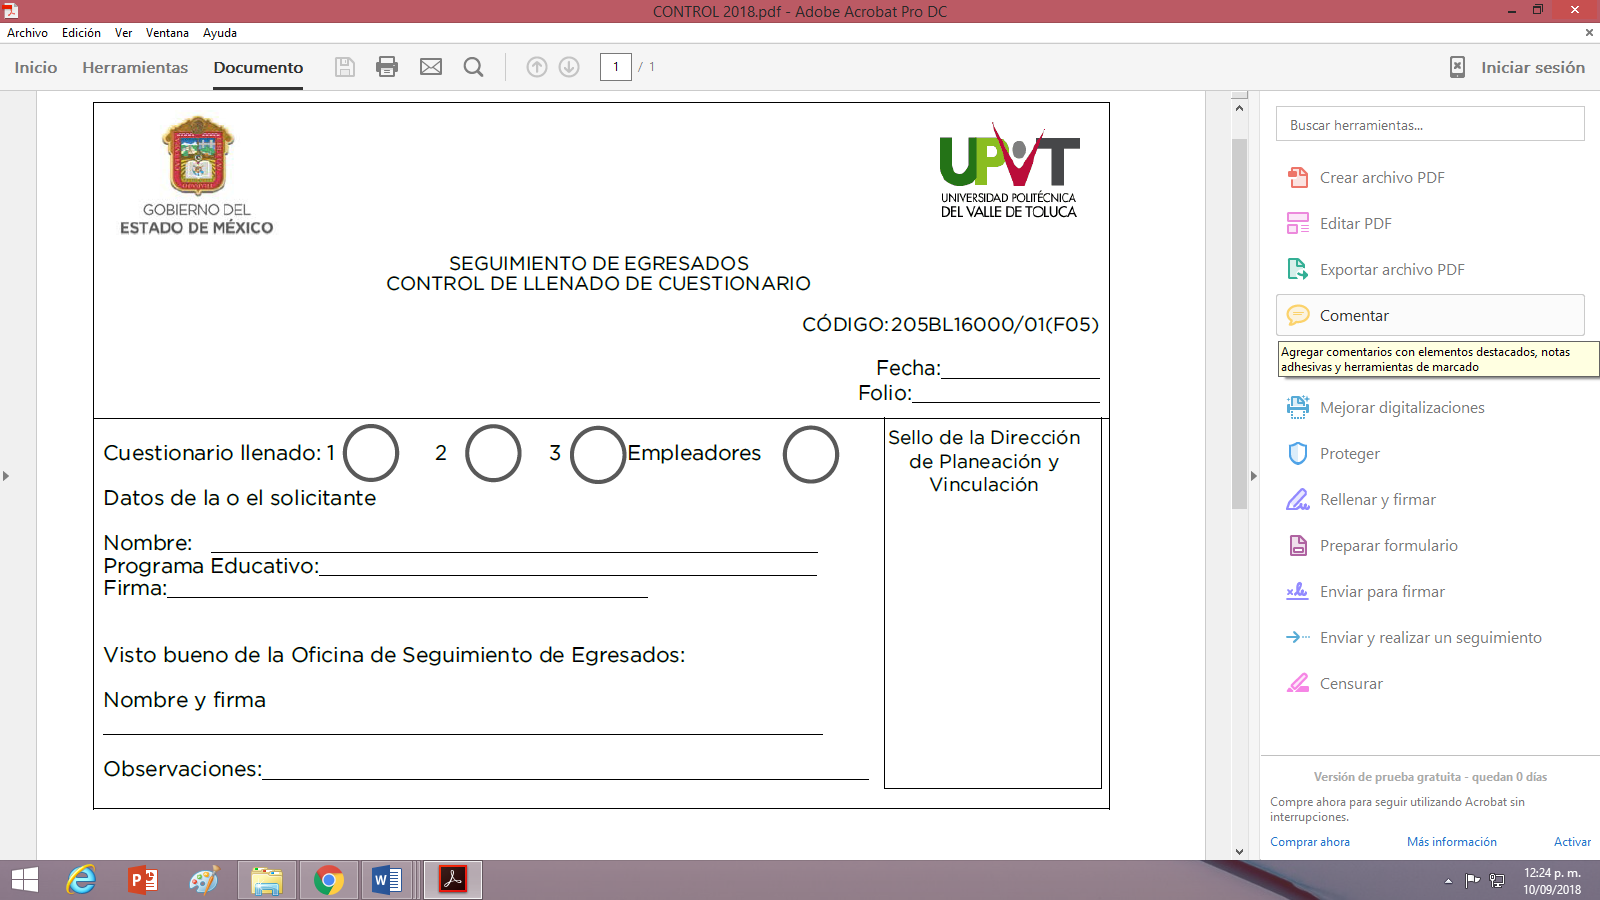 CONTROL 2018.pdf - Adobe Acrobat Pro DC
Archivo Edición Ver Ventana Ayuda
Inicio Herramientas Documento 1 / 1 Iniciar sesión
GOBIERNO DEL
ESTADO DE MÉXICO
UPVT
UNIVERSIDAD POLITÉCNICA
DEL VALLE DE TOLUCA
SEGUIMIENTO DE EGRESADOS
CONTROL DE LLENADO DE CUESTIONARIO
CÓDIGO:205BL16000/01(F05)
Fecha:
Folio:
Cuestionario llenado: 1 2 3 Empleadores
Datos de la o el solicitante
Nombre:
Programa Educativo:
Firma:
Visto bueno de la Oficina de Seguimiento de Egresados:
Nombre y firma
Observaciones:
Sello de la Dirección
de Planeación y
Vinculación
Buscar herramientas...
Crear archivo PDF
Editar PDF
Exportar archivo PDF
Comentar
Agregar comentarios con elementos destacados, notas
adhesivas y herramientas de marcado
Mejorar digitalizaciones
Proteger
Rellenar y firmar
Preparar formulario
Enviar para firmar
Enviar y realizar un seguimiento
Censurar
Versión de prueba gratuita - quedan 0 días
Compre ahora para seguir utilizando Acrobat sin
interrupciones.
Comprar ahora Más información Activar
12:24 p. m.
10/09/2018